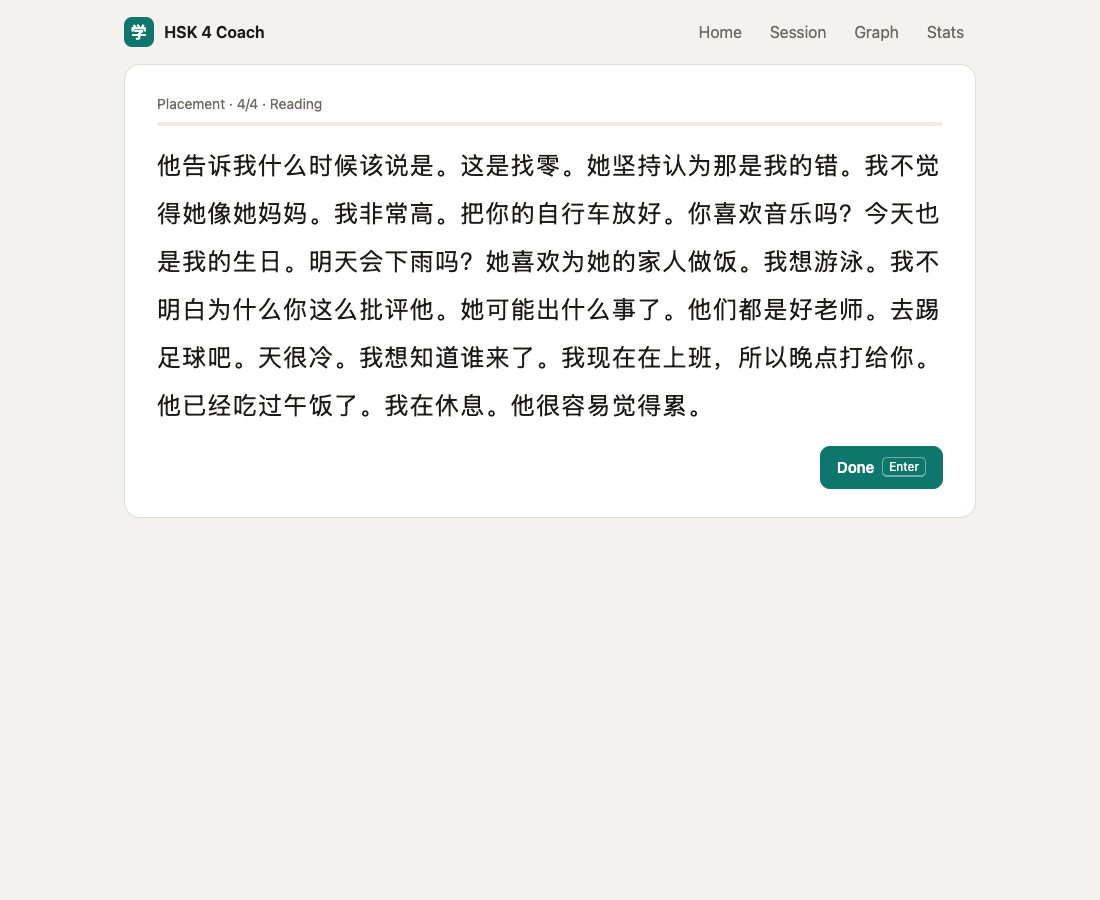 学 HSK 4 Coach Home Session Graph Stats
Placement · 4/4 · Reading
他告诉我什么时候该说是。这是找零。她坚持认为那是我的错。我不觉
得她像她妈妈。我非常高。把你的自行车放好。你喜欢音乐吗？今天也
是我的生日。明天会下雨吗？她喜欢为她的家人做饭。我想游泳。我不
明白为什么你这么批评他。她可能出什么事了。他们都是好老师。去踢
足球吧。天很冷。我想知道谁来了。我现在在上班，所以晚点打给你。
他已经吃过午饭了。我在休息。他很容易觉得累。
Done Enter